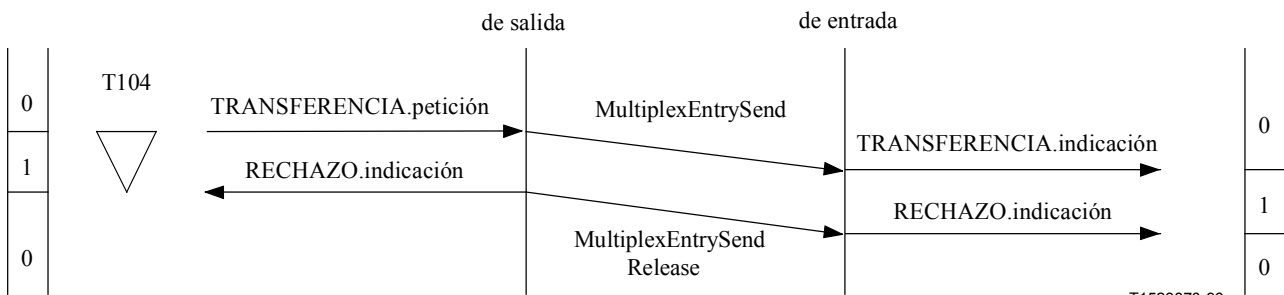 de salida
de entrada
T104
0
TRANSFERENCIA.petición
MultiplexEntrySend
0
1
TRANSFERENCIA.indicación
RECHAZO.indicación
RECHAZO.indicación
1
MultiplexEntrySend
Release
0
0